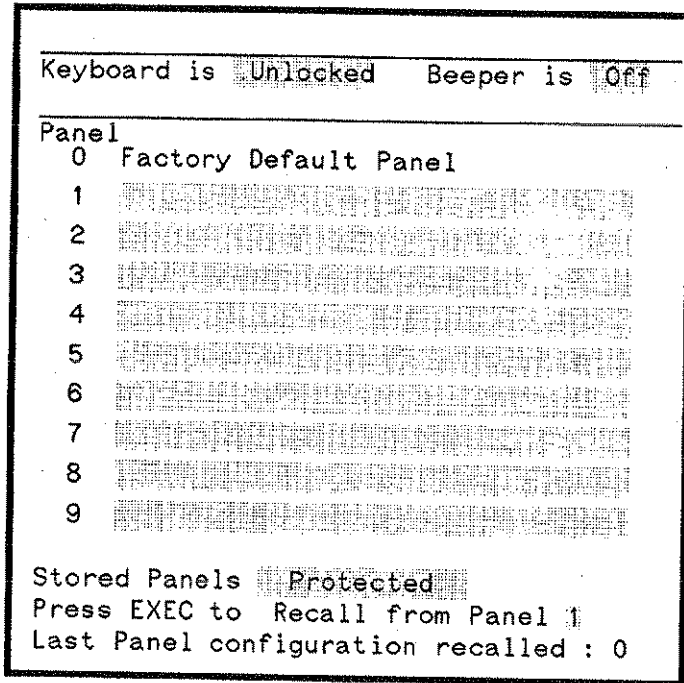 Keyboard is Unlocked Beeper is Off
Panel
0 Factory Default Panel
1
2
3
4
5
6
7
8
9
Stored Panels Protected
Press EXEC to Recall from Panel 1
Last Panel configuration recalled : 0